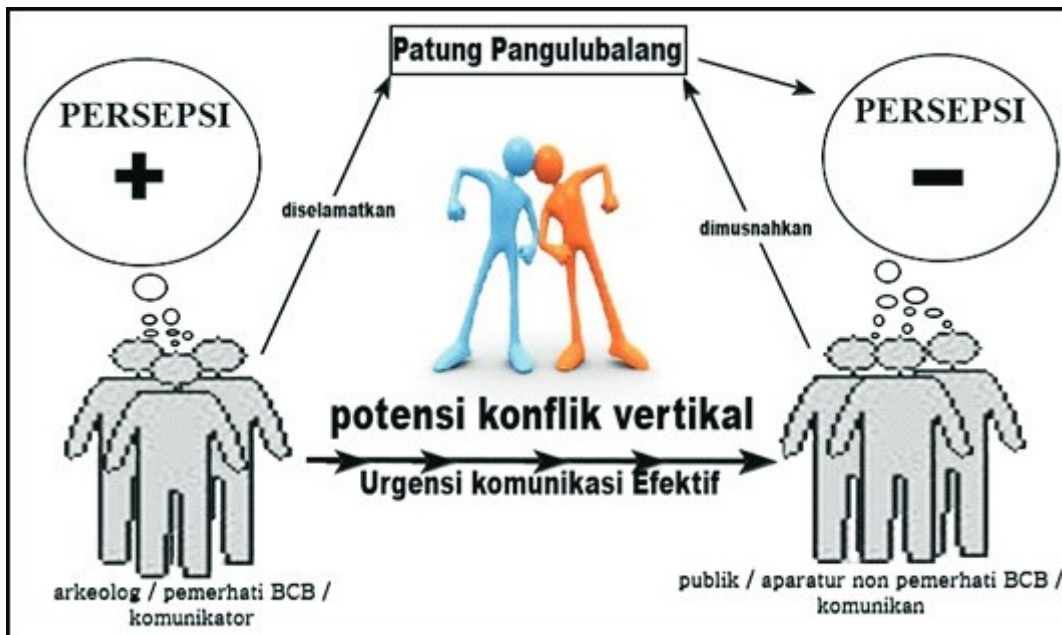 Patung Pangulubalang
PERSEPSI
+
PERSEPSI
-
diselamatkan
dimusnahkan
potensi konflik vertikal
Urgensi komunikasi Efektif
arkeolog / pemerhati BCB /
komunikator
publik / aparatur non pemerhati BCB /
komunikan